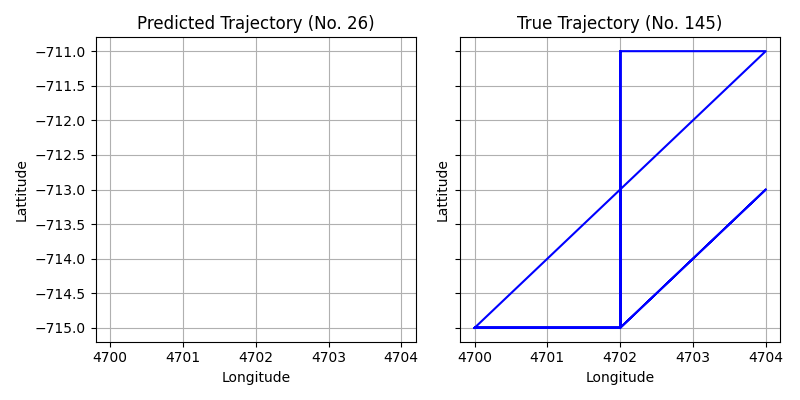 Predicted Trajectory (No. 26)
True Trajectory (No. 145)
−711.0
−711.5
−712.0
−712.5
−713.0
−713.5
−714.0
−714.5
−715.0
Lattitude
Lattitude
4700 4701 4702 4703 4704
4700 4701 4702 4703 4704
Longitude
Longitude